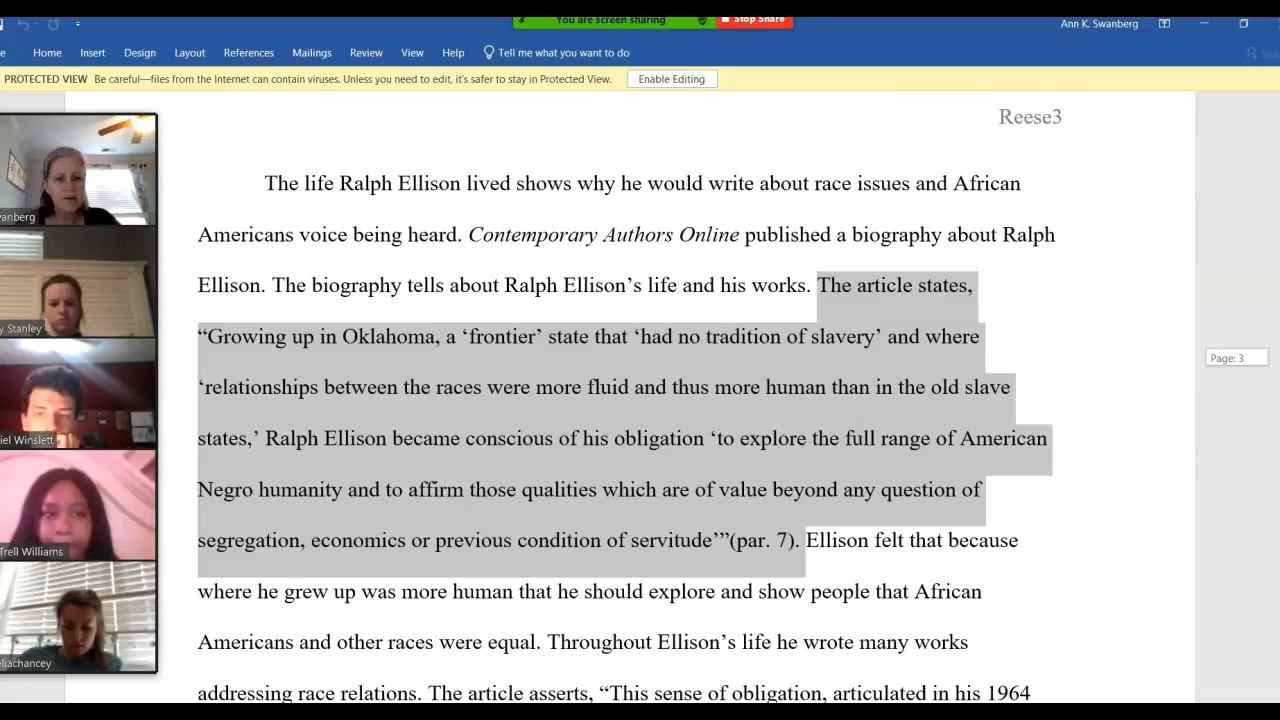 You are screen sharing
Stop Share
Ann K. Swanberg
Home Insert Design Layout References Mailings Review View Help Tell me what you want to do
PROTECTED VIEW Be careful—files from the Internet can contain viruses. Unless you need to edit, it's safer to stay in Protected View. Enable Editing
Reese3
The life Ralph Ellison lived shows why he would write about race issues and African
Americans voice being heard. Contemporary Authors Online published a biography about Ralph
Ellison. The biography tells about Ralph Ellison’s life and his works. The article states,
“Growing up in Oklahoma, a ‘frontier’ state that ‘had no tradition of slavery’ and where
‘relationships between the races were more fluid and thus more human than in the old slave
states,’ Ralph Ellison became conscious of his obligation ‘to explore the full range of American
Negro humanity and to affirm those qualities which are of value beyond any question of
segregation, economics or previous condition of servitude’”(par. 7). Ellison felt that because
where he grew up was more human that he should explore and show people that African
Americans and other races were equal. Throughout Ellison’s life he wrote many works
addressing race relations. The article asserts, “This sense of obligation, articulated in his 1964
Page: 3
wanberg
y Stanley
iel Winslett
Trell Williams
eliachancey